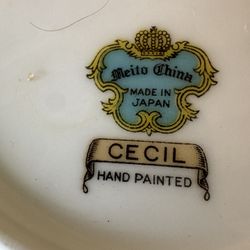 Meito China
MADE IN
JAPAN
CECIL
HAND PAINTED